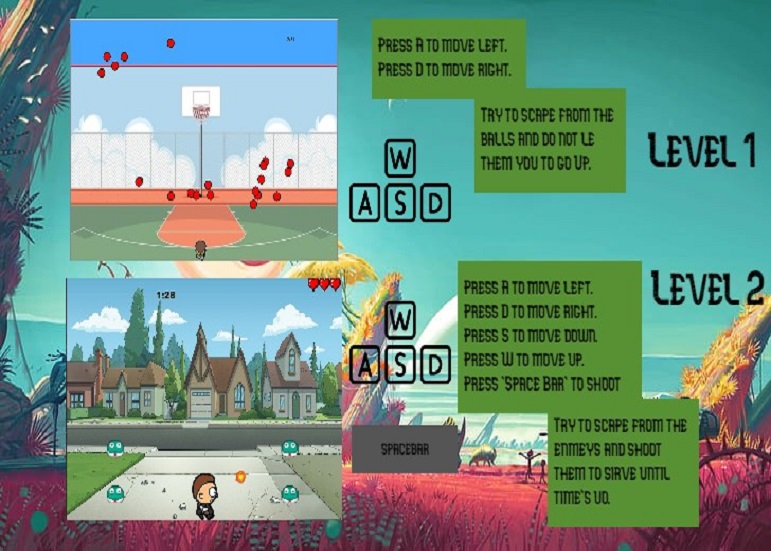 PRESS A TO MOVE LEFT.
PRESS D TO MOVE RIGHT.
TRY TO SCAPE FROM THE
BALLS AND DO NOT LE
THEM YOU TO GO UP.
LEVEL 1
W
A S D
LEVEL 2
1:28
PRESS A TO MOVE LEFT.
PRESS D TO MOVE RIGHT.
PRESS S TO MOVE DOWN.
PRESS W TO MOVE UP.
PRESS 'SPACE BAR' TO SHOOT
W
A S D
SPACEBAR
TRY TO SCAPE FROM THE
ENMEYS AND SHOOT
THEM TO SIRVE UNTIL
TIME'S UO.